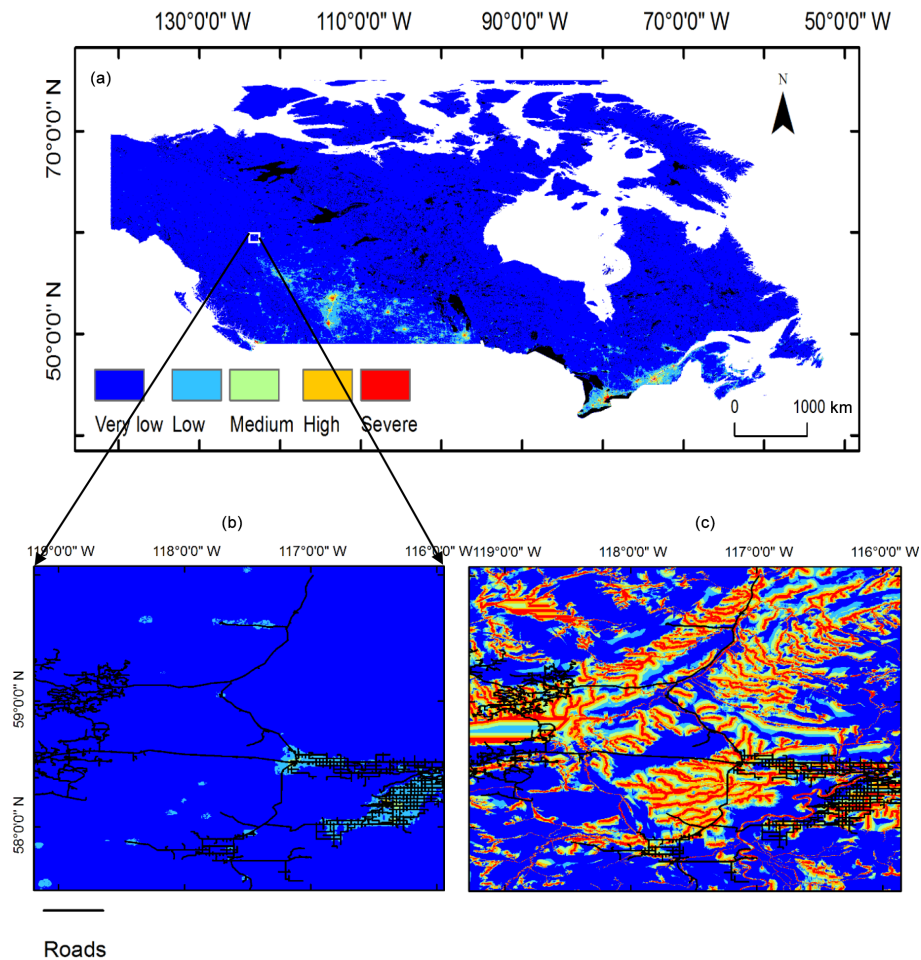 130°0'0" W 110°0'0" W 90°0'0" W 70°0'0" W 50°0'0" W
(a)
N
70°0'0" N
50°0'0" N
Very low Low Medium High Severe
0 1000 km
(b) (c)
119°0'0" W 118°0'0" W 117°0'0" W 116°0'0" W 119°0'0" W 118°0'0" W 117°0'0" W 116°0'0" W
59°0'0" N
58°0'0" N
Roads